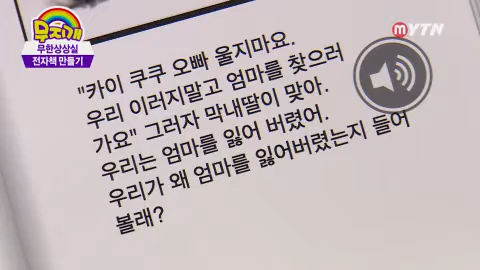 무지개
무한상상실
전자책 만들기
MYTN
"카이 쿠쿠 오빠 울지마요.
우리 이러지말고 엄마를 찾으러
가요" 그러자 막내딸이 맞아.
우리는 엄마를 잃어 버렸어.
우리가 왜 엄마를 잃어버렸는지 들어
볼래?